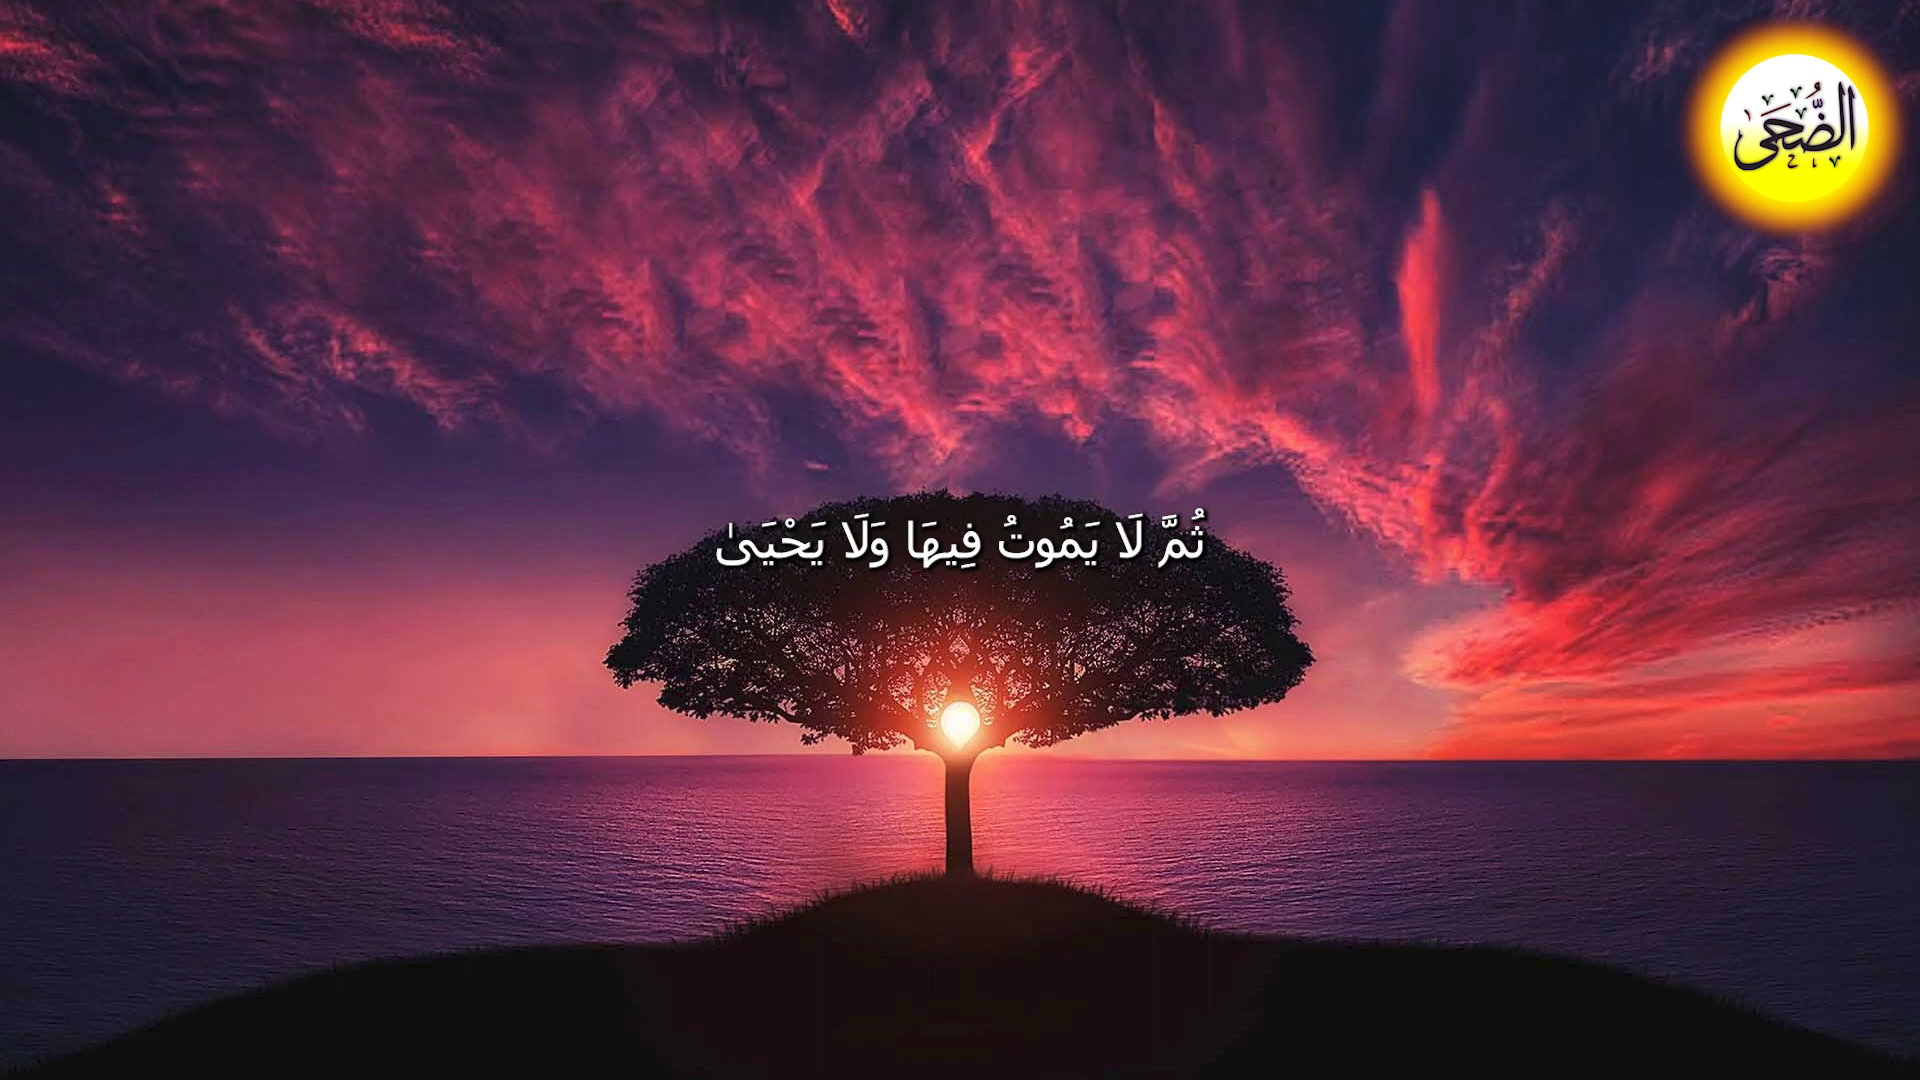 الضُّحَى
ثُمَّ لَا يَمُوتُ فِيهَا وَلَا يَحْيَىٰ